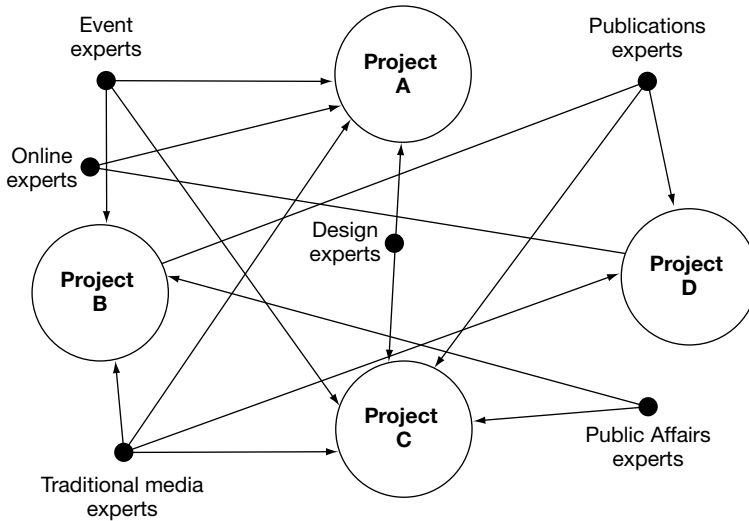 Event
experts
Project
A
Publications
experts
Online
experts
Design
experts
Project
B
Project
D
Project
C
Public Affairs
experts
Traditional media
experts